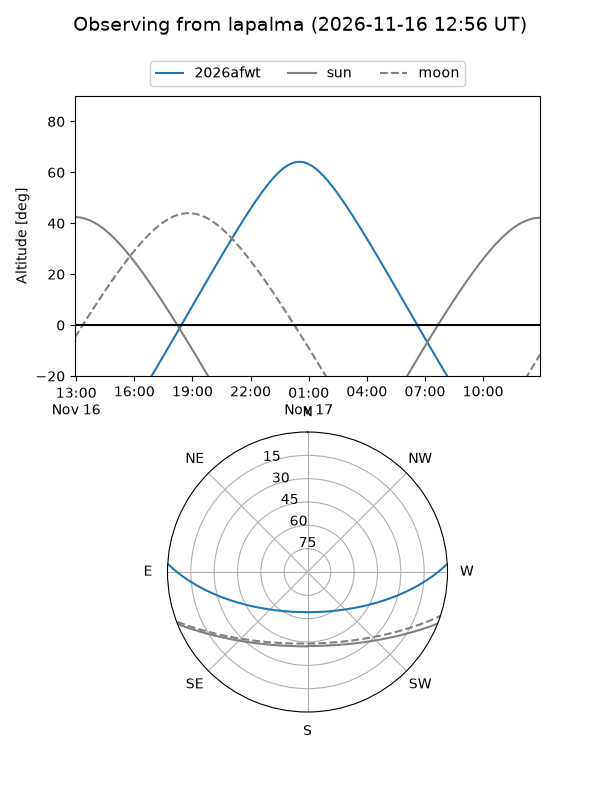 Observing from lapalma (2026-11-16 12:56 UT)
2026afwt sun moon
Altitude [deg]
80
60
40
20
0
−20
13:00 16:00 19:00 22:00 01:00 04:00 07:00 10:00
Nov 16 Nov 17
N
NE NW
15
30
45
60
75
E W
SE SW
S